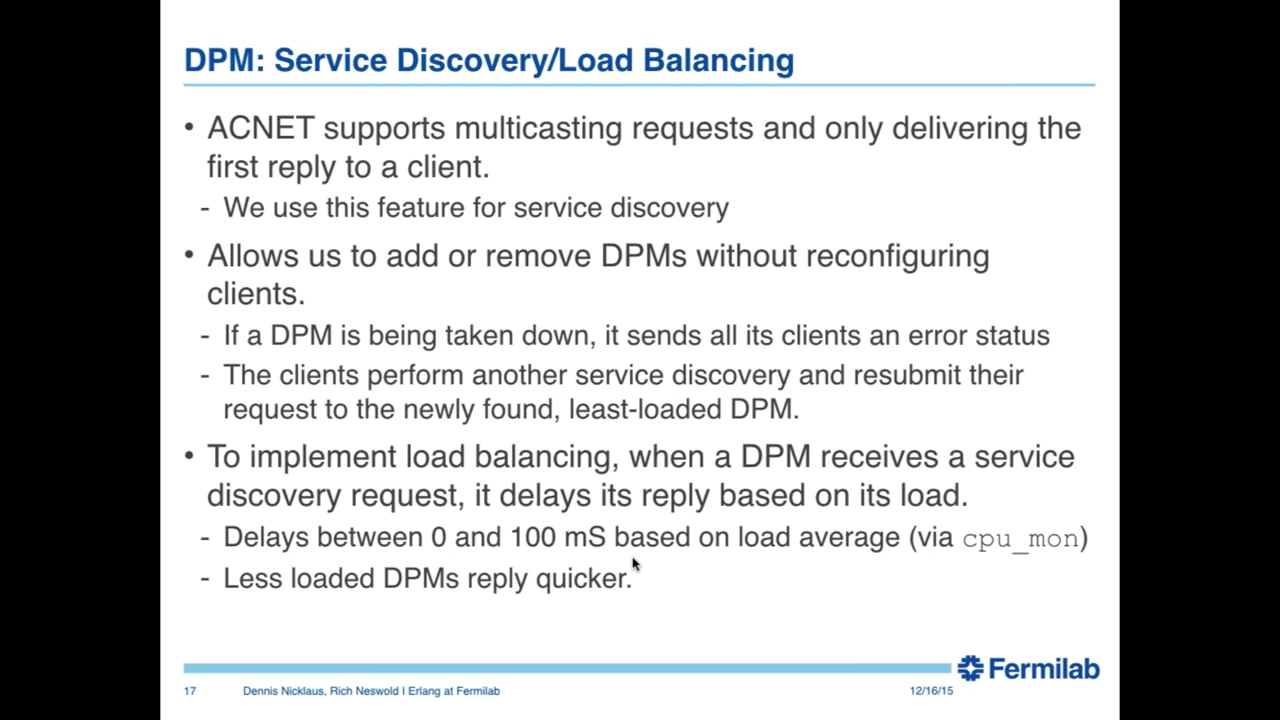 DPM: Service Discovery/Load Balancing
• ACNET supports multicasting requests and only delivering the
first reply to a client.
- We use this feature for service discovery
• Allows us to add or remove DPMs without reconfiguring
clients.
- If a DPM is being taken down, it sends all its clients an error status
- The clients perform another service discovery and resubmit their
request to the newly found, least-loaded DPM.
• To implement load balancing, when a DPM receives a service
discovery request, it delays its reply based on its load.
- Delays between 0 and 100 mS based on load average (via cpu_mon)
- Less loaded DPMs reply quicker.
Fermilab
17 Dennis Nicklaus, Rich Neswold I Erlang at Fermilab 12/16/15